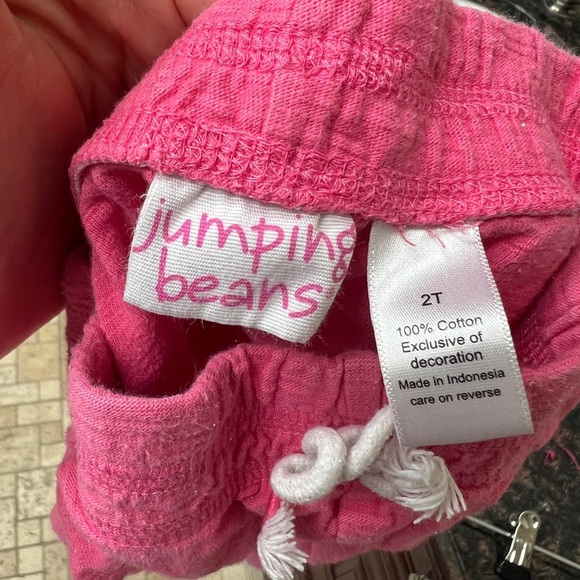 jumping
beans
2T
100% Cotton
Exclusive of
decoration
Made in Indonesia
care on reverse